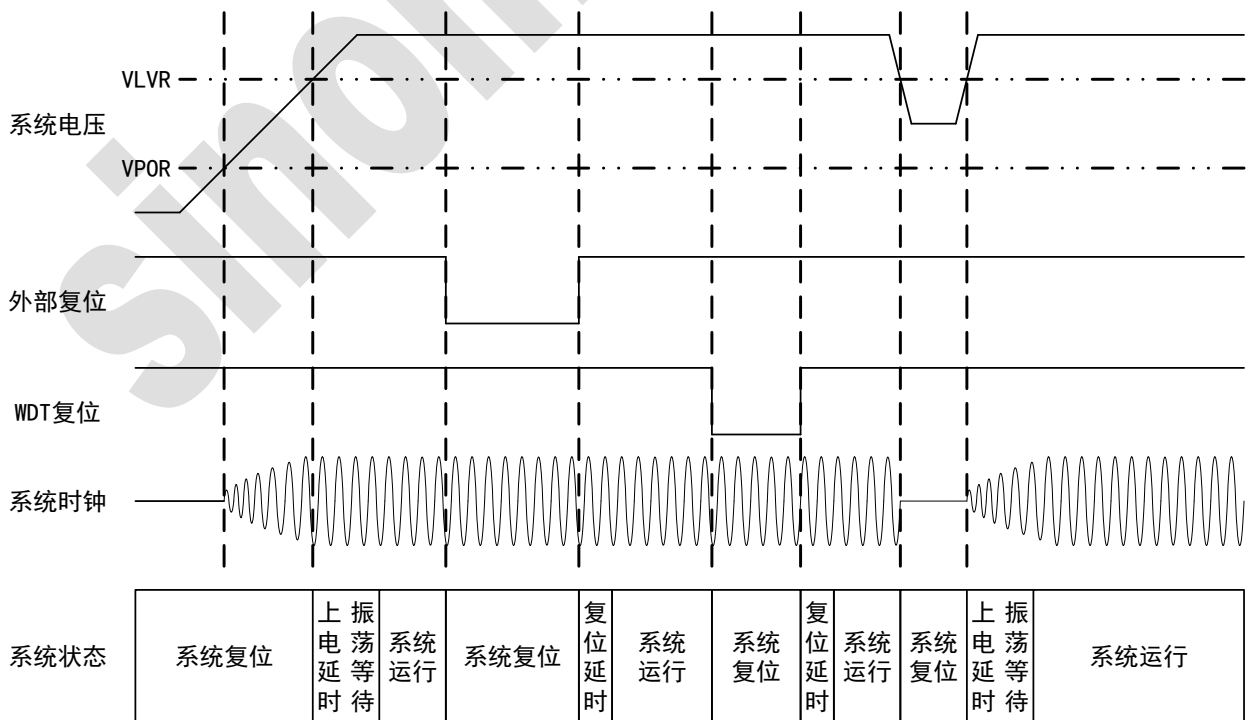 VLVR
系统电压
VPOR
外部复位
WDT复位
系统时钟
系统状态
系统复位
上电延时
振荡等待
系统运行
系统复位
复位延时
系统运行
系统复位
复位延时
系统运行
系统复位
上电延时
振荡等待
系统运行